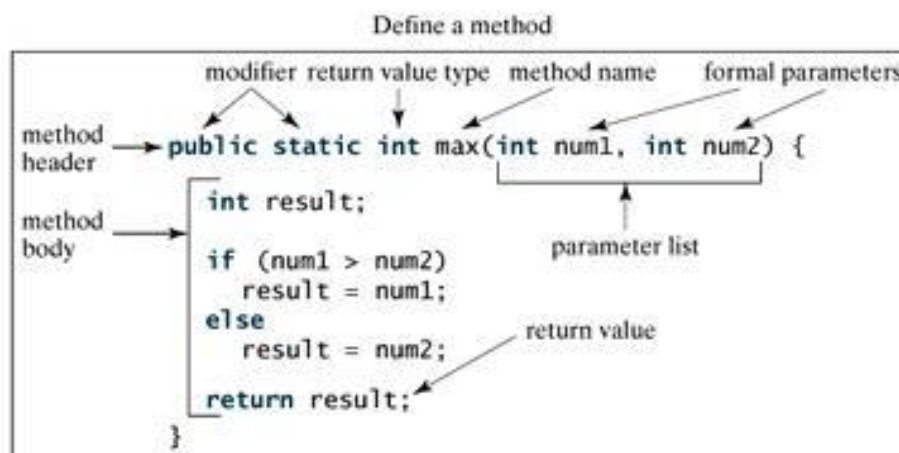 Define a method
modifier return value type method name formal parameters
method header
public static int max(int num1, int num2) {
parameter list
method body
int result;
if (num1 > num2)
result = num1;
else
result = num2;
return result;
return value
}